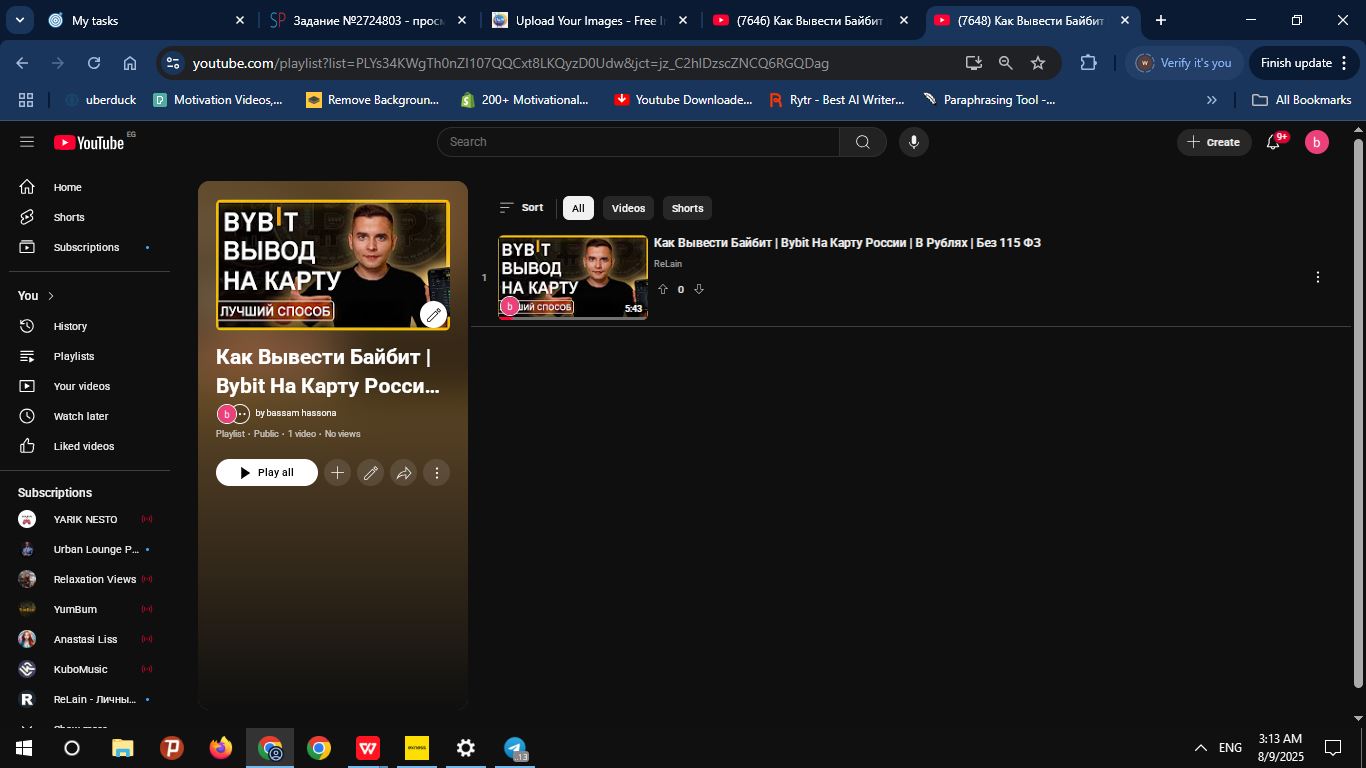 My tasks
Задание №2724803 - просм
Upload Your Images - Free I
(7646) Как Вывести Байбит
(7648) Как Вывести Байбит
youtube.com/playlist?list=PLYs34KWgTh0nZI107QQCxt8LKQyzD0Udw&jct=jz_C2hIDzscZNCQ6RGQDag
Verify it's you
Finish update
uberduck
Motivation Videos,...
Remove Backgroun...
200+ Motivational...
Youtube Downloade...
Rytr - Best AI Writer...
Paraphrasing Tool -...
»
All Bookmarks
YouTube EG
Search
Create
9+
b
Home
Shorts
Subscriptions
You
History
Playlists
Your videos
Watch later
Liked videos
Subscriptions
YARIK NESTO
Urban Lounge P...
Relaxation Views
YumBum
Anastasi Liss
KuboMusic
ReLain - Личны...
Show more
BYBIT
ВЫВОД
НА КАРТУ
ЛУЧШИЙ СПОСОБ
Как Вывести Байбит |
Bybit На Карту Росси...
b
by bassam hassona
Playlist • Public • 1 video • No views
Play all
Sort
All
Videos
Shorts
1
BYBIT
ВЫВОД
НА КАРТУ
ШИЙ СПОСОБ
b
5:43
Как Вывести Байбит | Bybit На Карту России | В Рублях | Без 115 ФЗ
ReLain
0
exness
13
ENG
3:13 AM
8/9/2025